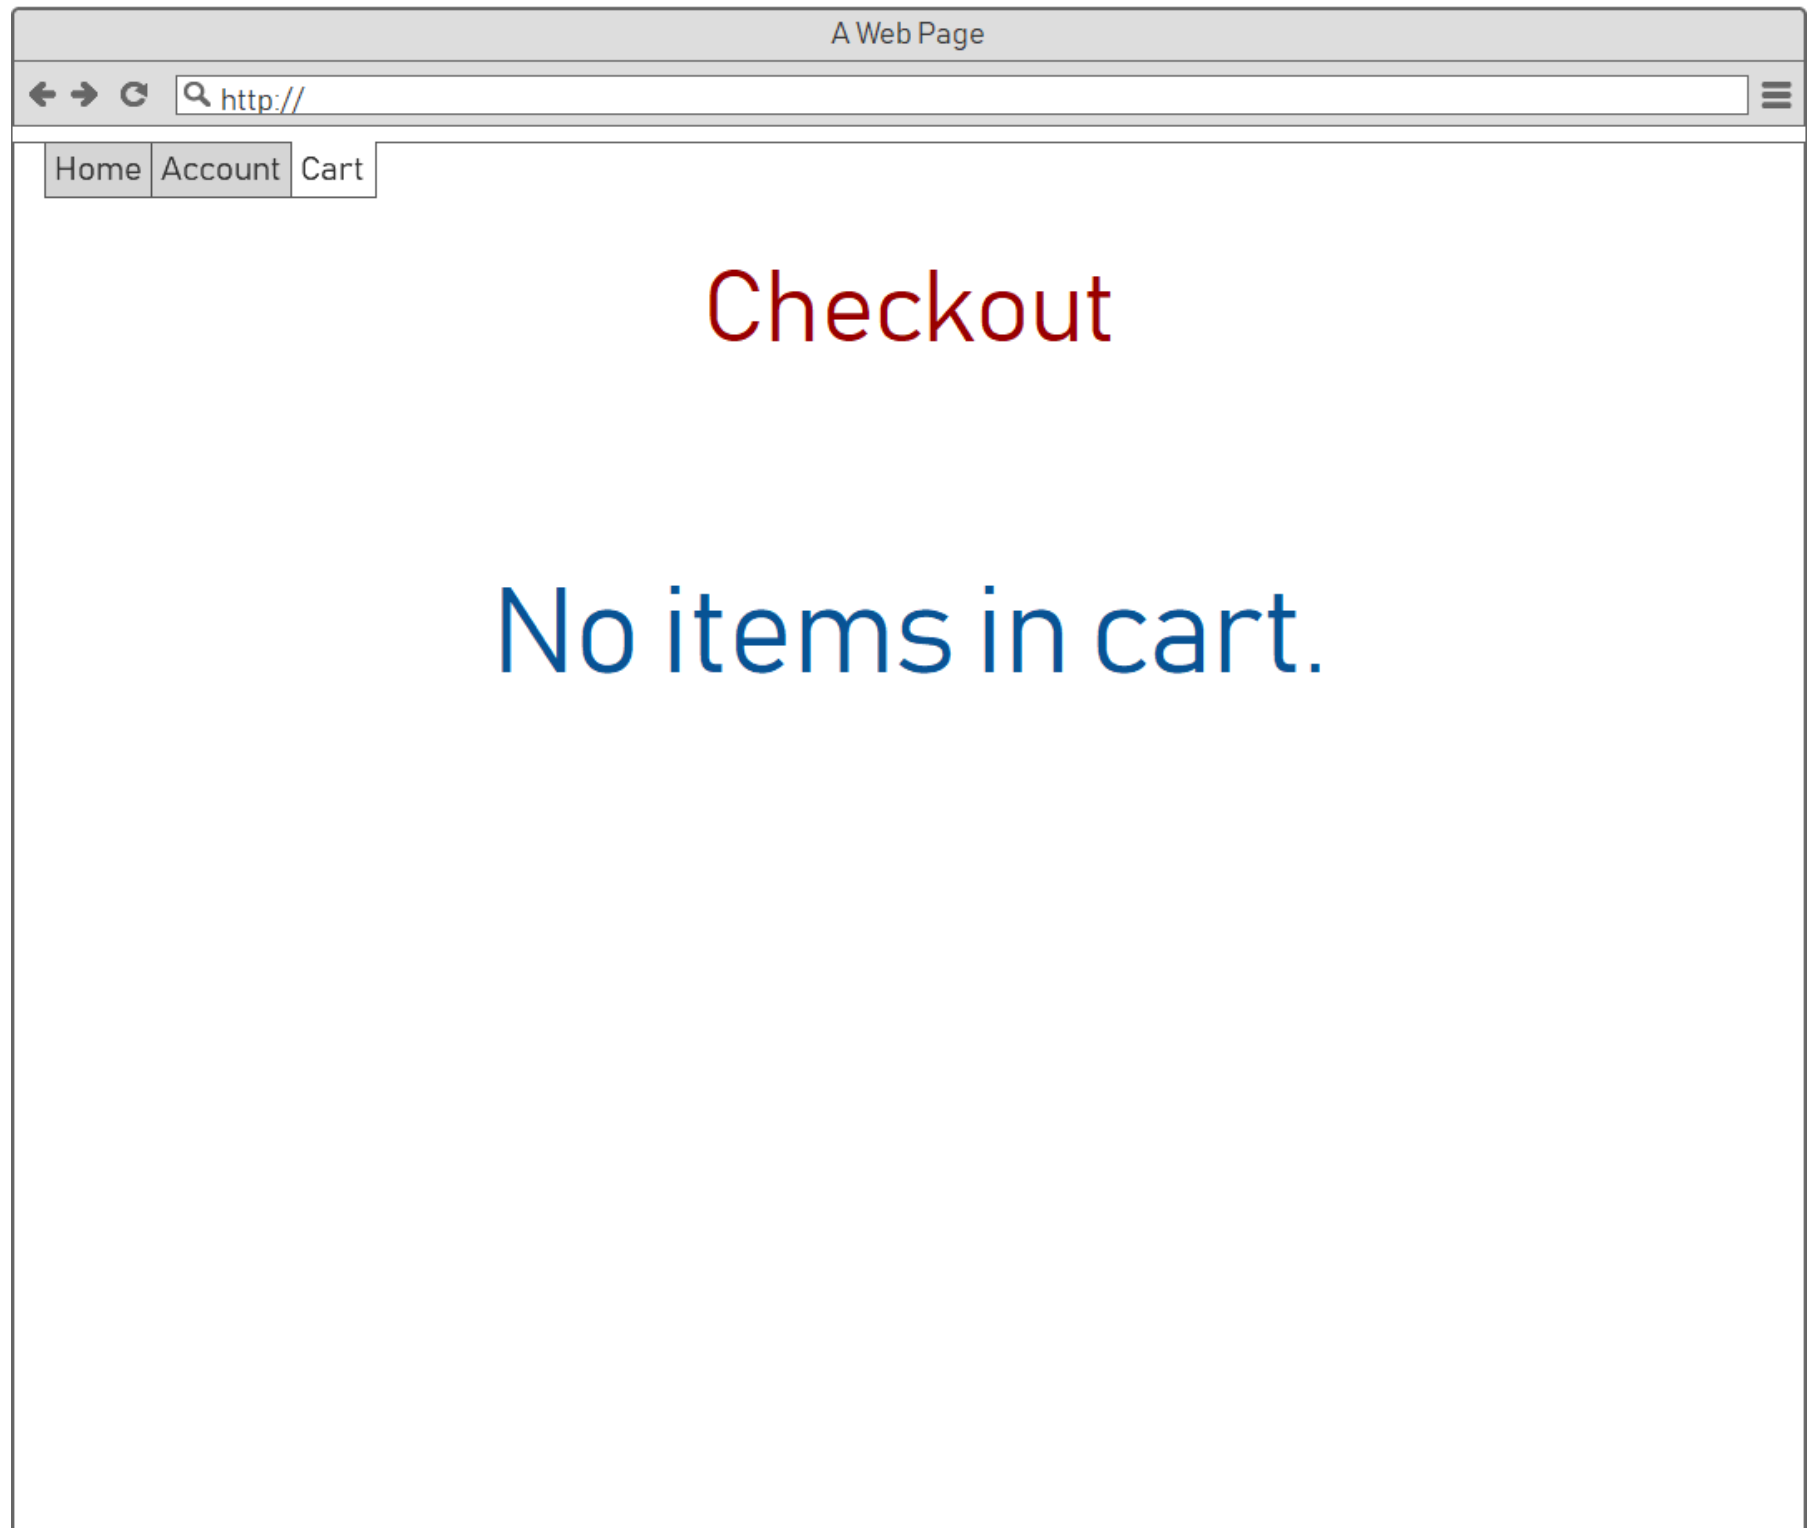 A Web Page
http://
Home Account Cart
Checkout
No items in cart.